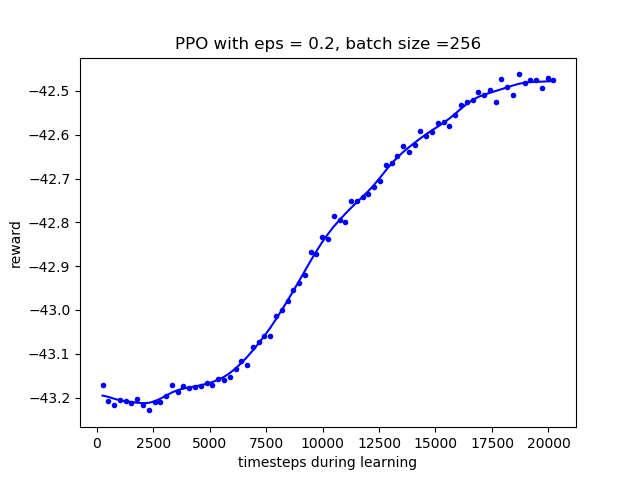 PPO with eps = 0.2, batch size =256
−42.5
−42.6
−42.7
−42.8
−42.9
−43.0
−43.1
−43.2
reward
0 2500 5000 7500 10000 12500 15000 17500 20000
timesteps during learning